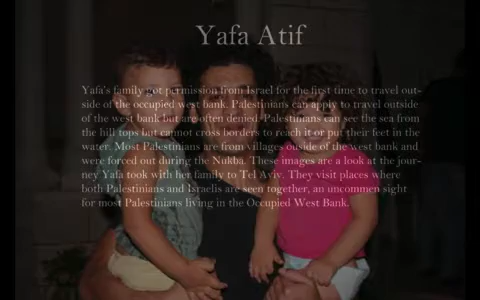 Yafa Atif
Yafa's family got permission from Israel for the first time to travel out-
side of the occupied west bank. Palestinians can apply to travel outside
of the west bank but are often denied. Palestinians can see the sea from
the hill tops but cannot cross borders to reach it or put their feet in the
water. Most Palestinians are from villages outside of the west bank and
were forced out during the Nukba. These images are a look at the jour-
ney Yafa took with her family to Tel Aviv. They visit places where
both Palestinians and Israelis are seen together, an uncommen sight
for most Palestinians living in the Occupied West Bank.